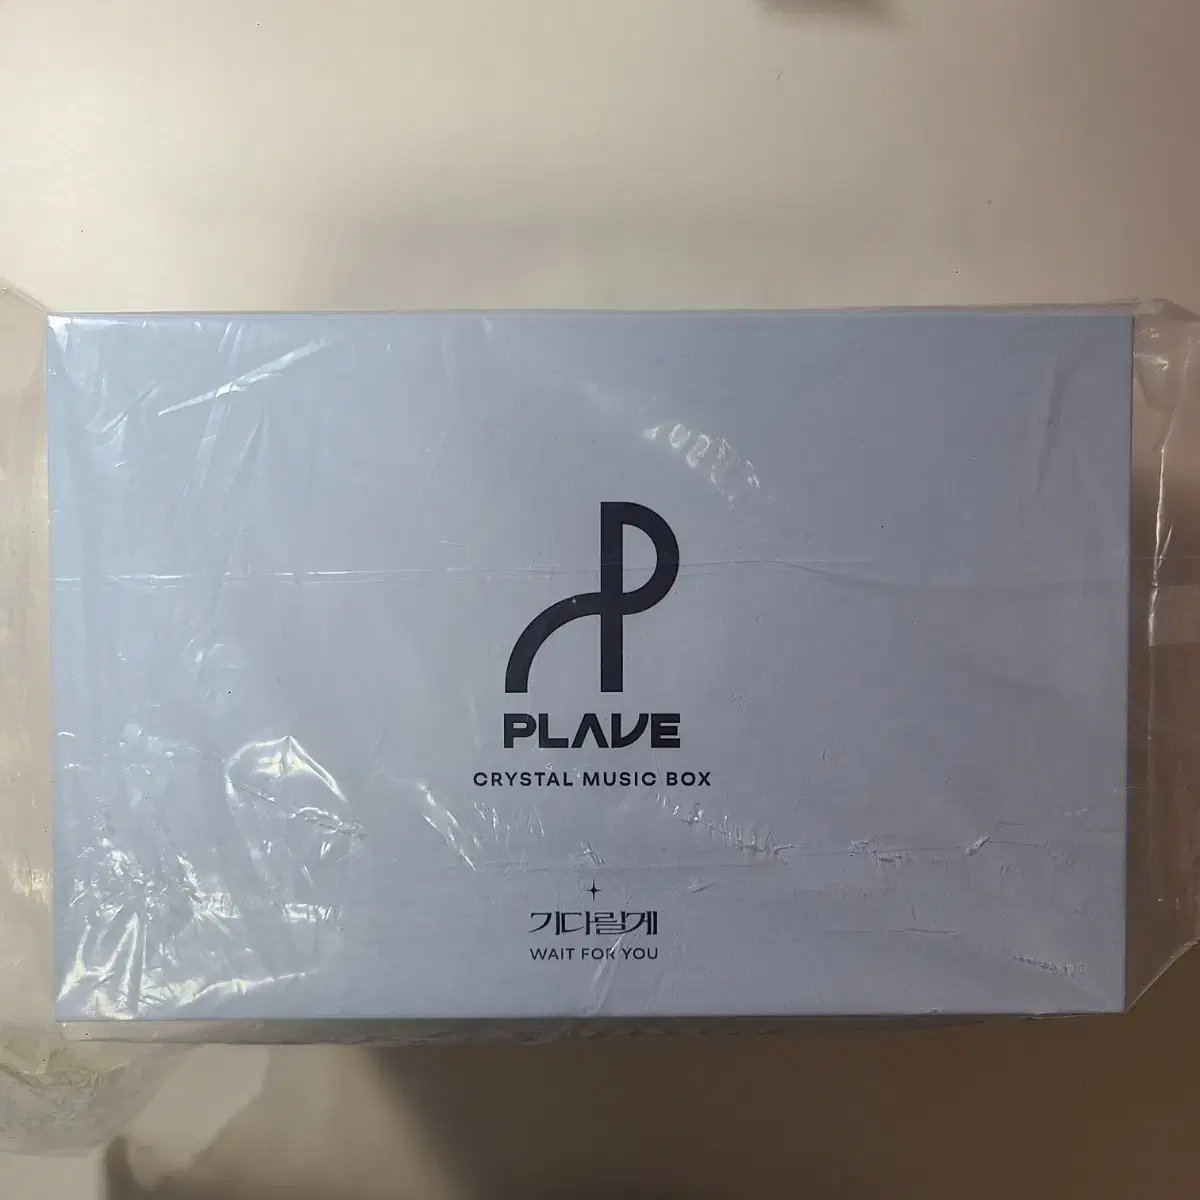 PLAVE
CRYSTAL MUSIC BOX
기다릴게
WAIT FOR YOU